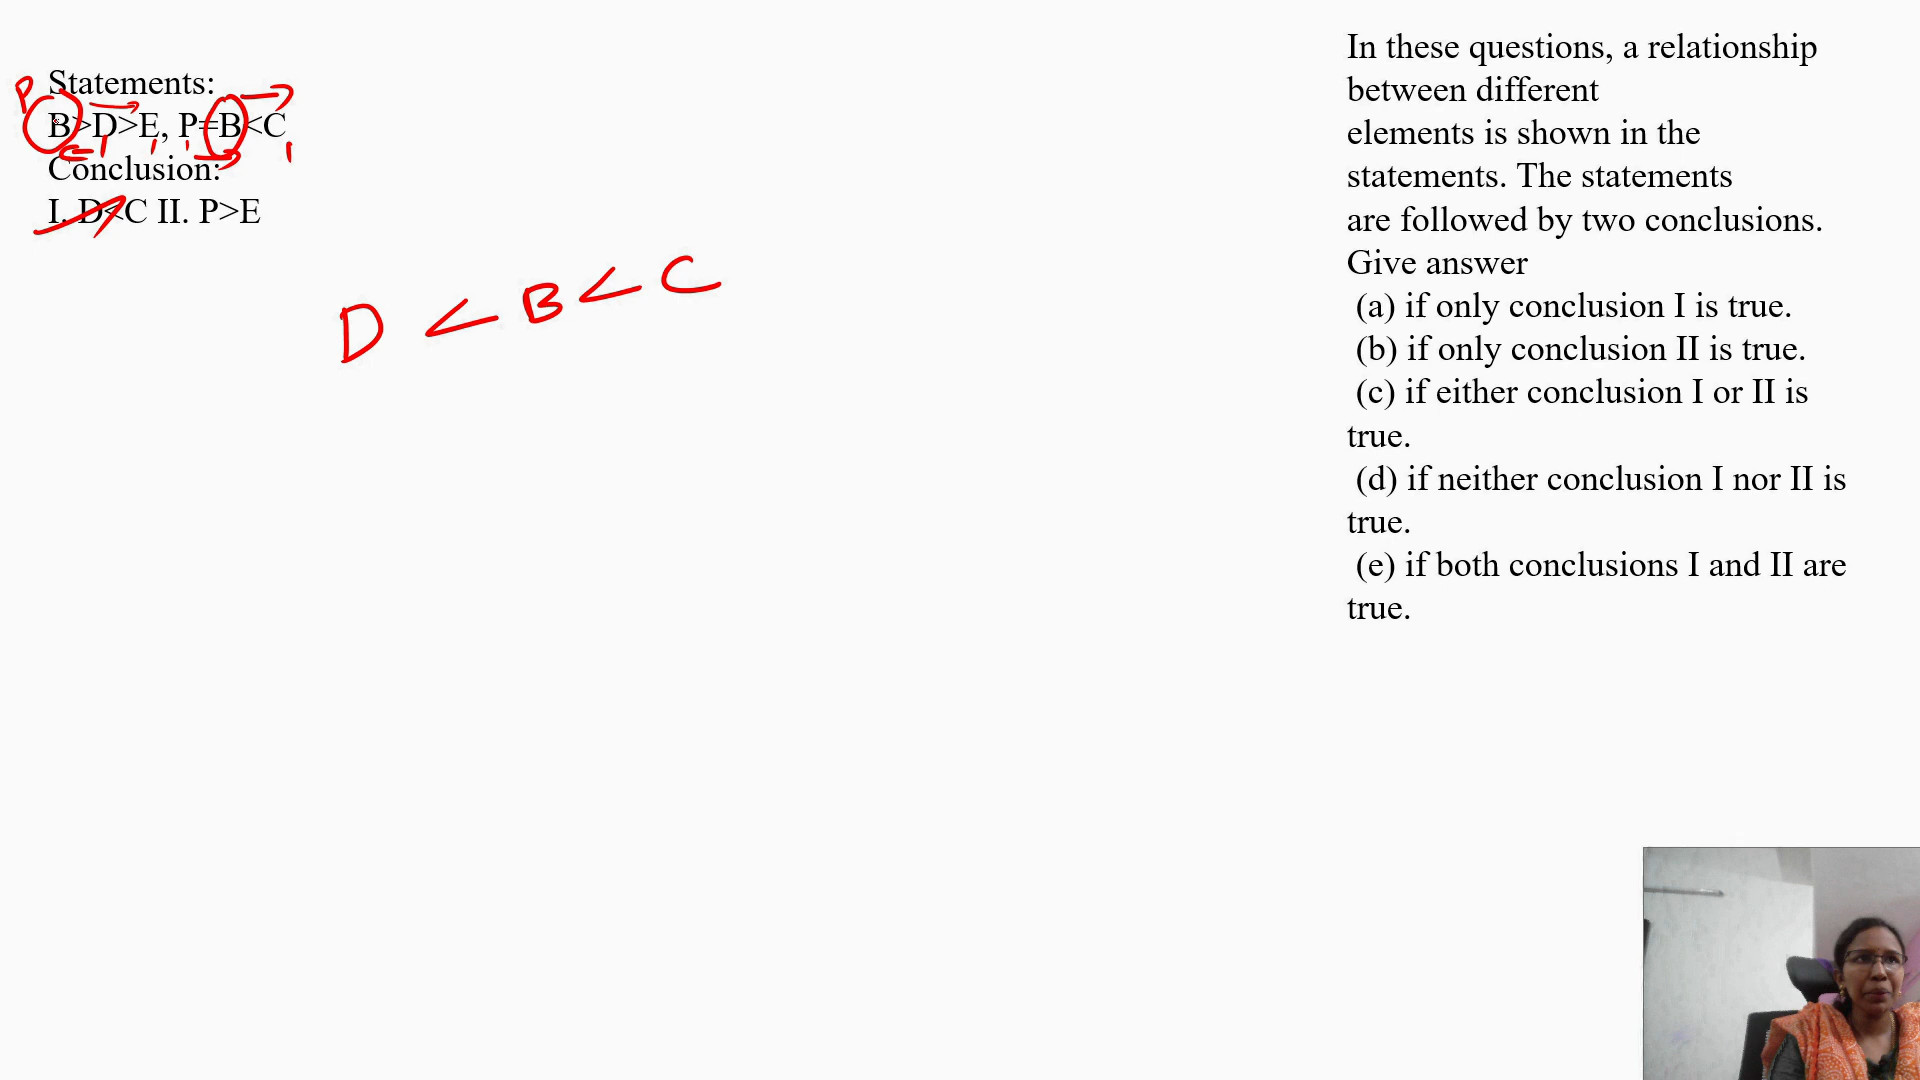 Statements:
P
B>D>E, P=B<C
Conclusion:
I. D<C II. P>E
D < B < C
In these questions, a relationship
between different
elements is shown in the
statements. The statements
are followed by two conclusions.
Give answer
(a) if only conclusion I is true.
(b) if only conclusion II is true.
(c) if either conclusion I or II is
true.
(d) if neither conclusion I nor II is
true.
(e) if both conclusions I and II are
true.